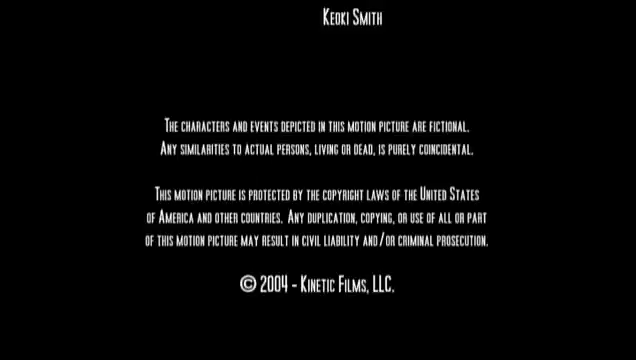 Keoki Smith
The characters and events depicted in this motion picture are fictional.
Any similarities to actual persons, living or dead, is purely coincidental.
This motion picture is protected by the copyright laws of the United States
of America and other countries. Any duplication, copying, or use of all or part
of this motion picture may result in civil liability and/or criminal prosecution.
© 2004 - Kinetic Films, LLC.